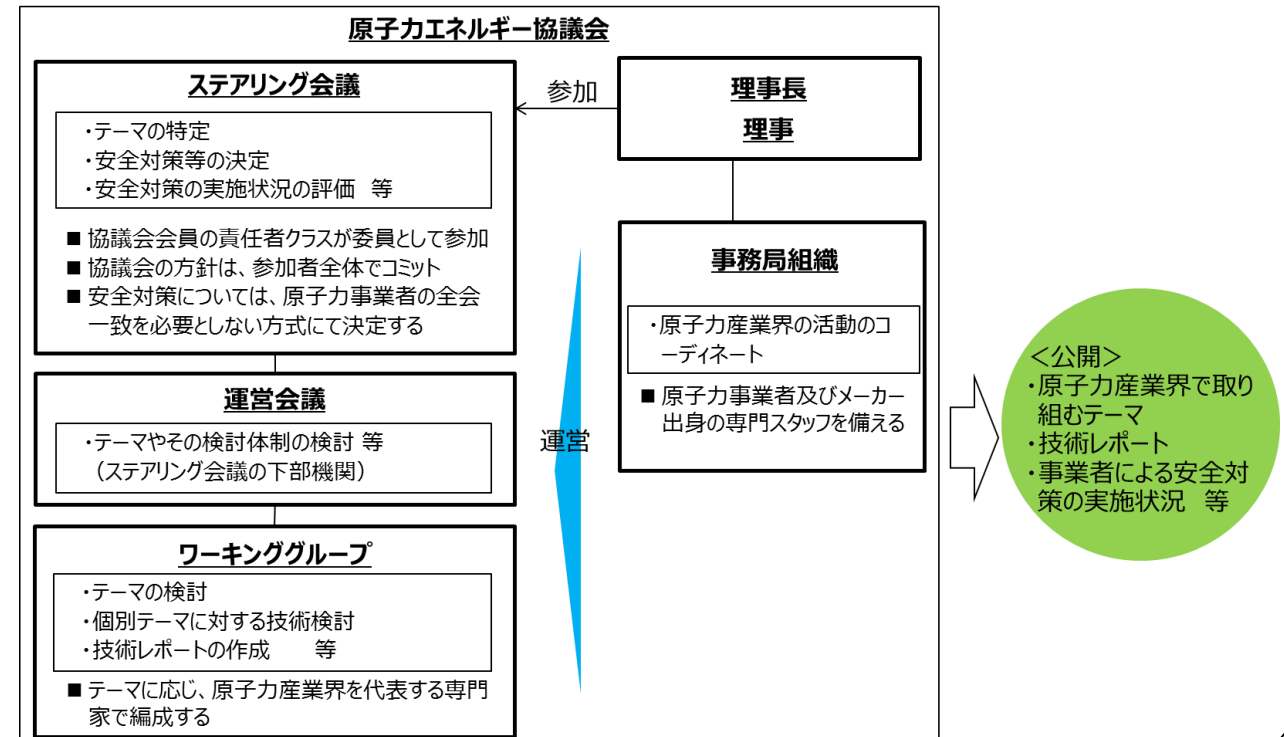 原子力エネルギー協議会
ステアリング会議
・テーマの特定
・安全対策等の決定
・安全対策の実施状況の評価 等
■ 協議会会員の責任者クラスが委員として参加
■ 協議会の方針は、参加者全体でコミット
■ 安全対策については、原子力事業者の全会
一致を必要としない方式にて決定する
運営会議
・テーマやその検討体制の検討 等
(ステアリング会議の下部機関)
ワーキンググループ
・テーマの検討
・個別テーマに対する技術検討
・技術レポートの作成 等
■ テーマに応じ、原子力産業界を代表する専門
家で編成する
参加
理事長
理事
運営
事務局組織
・原子力産業界の活動のコ
ーディネート
■ 原子力事業者及びメーカー
出身の専門スタッフを備える
<公開>
・原子力産業界で取り
組むテーマ
・技術レポート
・事業者による安全対
策の実施状況 等